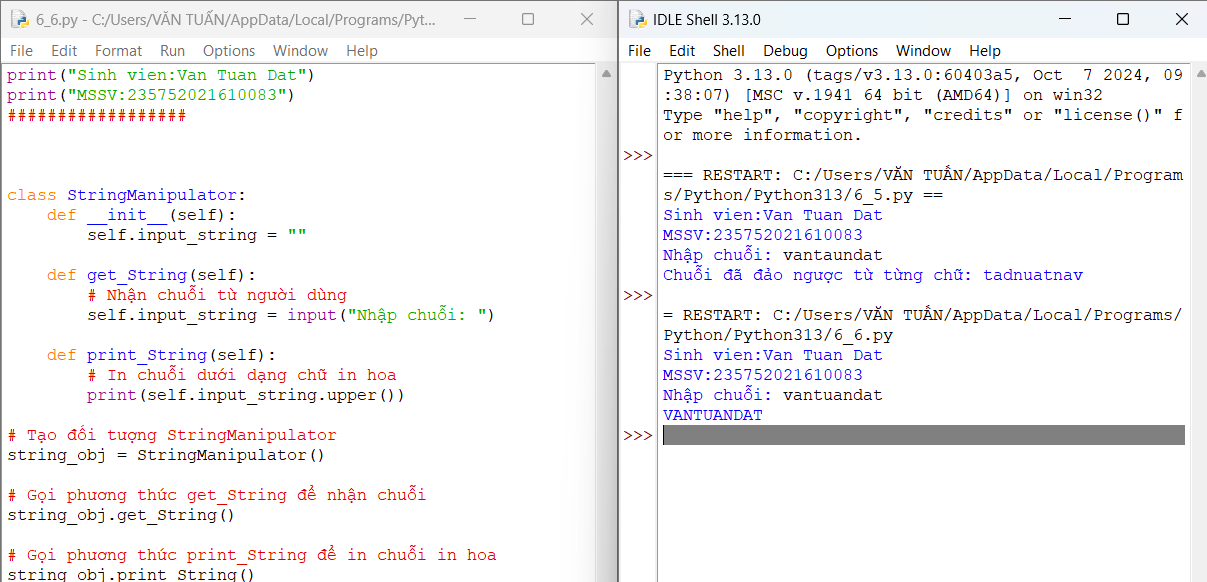 6_6.py - C:/Users/VĂN TUẤN/AppData/Local/Programs/Pyt...
File Edit Format Run Options Window Help
print("Sinh vien:Van Tuan Dat")
print("MSSV:235752021610083")
##################
class StringManipulator:
    def __init__(self):
        self.input_string = ""
    def get_String(self):
        # Nhận chuỗi từ người dùng
        self.input_string = input("Nhập chuỗi: ")
    def print_String(self):
        # In chuỗi dưới dạng chữ in hoa
        print(self.input_string.upper())
# Tạo đối tượng StringManipulator
string_obj = StringManipulator()
# Gọi phương thức get_String để nhận chuỗi
string_obj.get_String()
# Gọi phương thức print_String để in chuỗi in hoa
string_obj.print_String()
IDLE Shell 3.13.0
File Edit Shell Debug Options Window Help
Python 3.13.0 (tags/v3.13.0:60403a5, Oct  7 2024, 09
:38:07) [MSC v.1941 64 bit (AMD64)] on win32
Type "help", "copyright", "credits" or "license()" f
or more information.
>>>
=== RESTART: C:/Users/VĂN TUẤN/AppData/Local/Program
s/Python/Python313/6_5.py ==
Sinh vien:Van Tuan Dat
MSSV:235752021610083
Nhập chuỗi: vantaundat
Chuỗi đã đảo ngược từ từng chữ: tadnuatnav
>>>
= RESTART: C:/Users/VĂN TUẤN/AppData/Local/Programs/
Python/Python313/6_6.py
Sinh vien:Van Tuan Dat
MSSV:235752021610083
Nhập chuỗi: vantuandat
VANTUANDAT
>>>